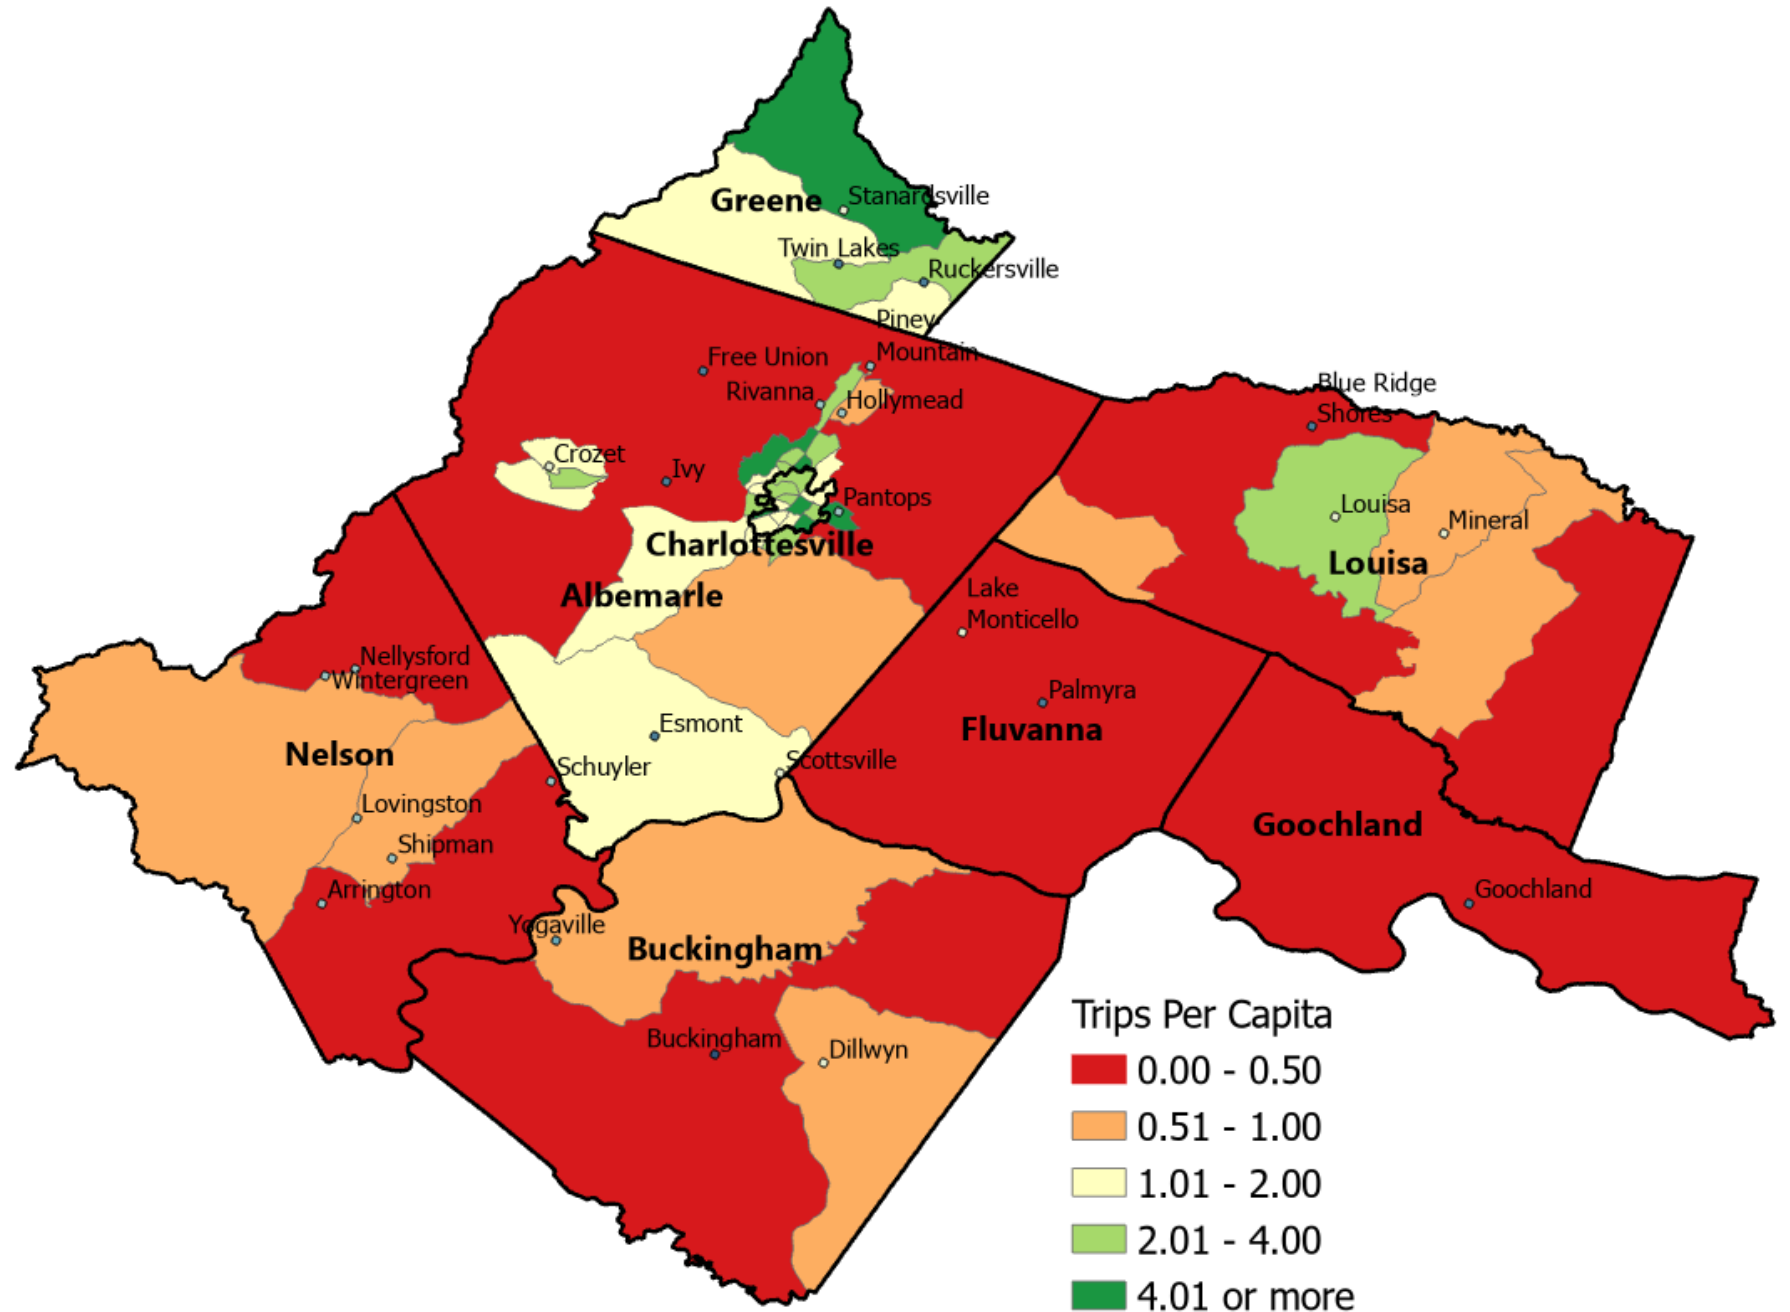 Stanardsville
Greene
Twin Lakes
Ruckersville
Piney
Mountain
Free Union
Rivanna
Hollymead
Blue Ridge
Shores
Crozet
Ivy
Pantops
Louisa
Mineral
Charlottesville
Louisa
Albemarle
Lake
Monticello
Nellysford
Wintergreen
Palmyra
Esmont
Fluvanna
Nelson
Scottsville
Schuyler
Lovingston
Goochland
Shipman
Arrington
Goochland
Yogaville
Buckingham
Buckingham
Dillwyn
Trips Per Capita
0.00 - 0.50
0.51 - 1.00
1.01 - 2.00
2.01 - 4.00
4.01 or more